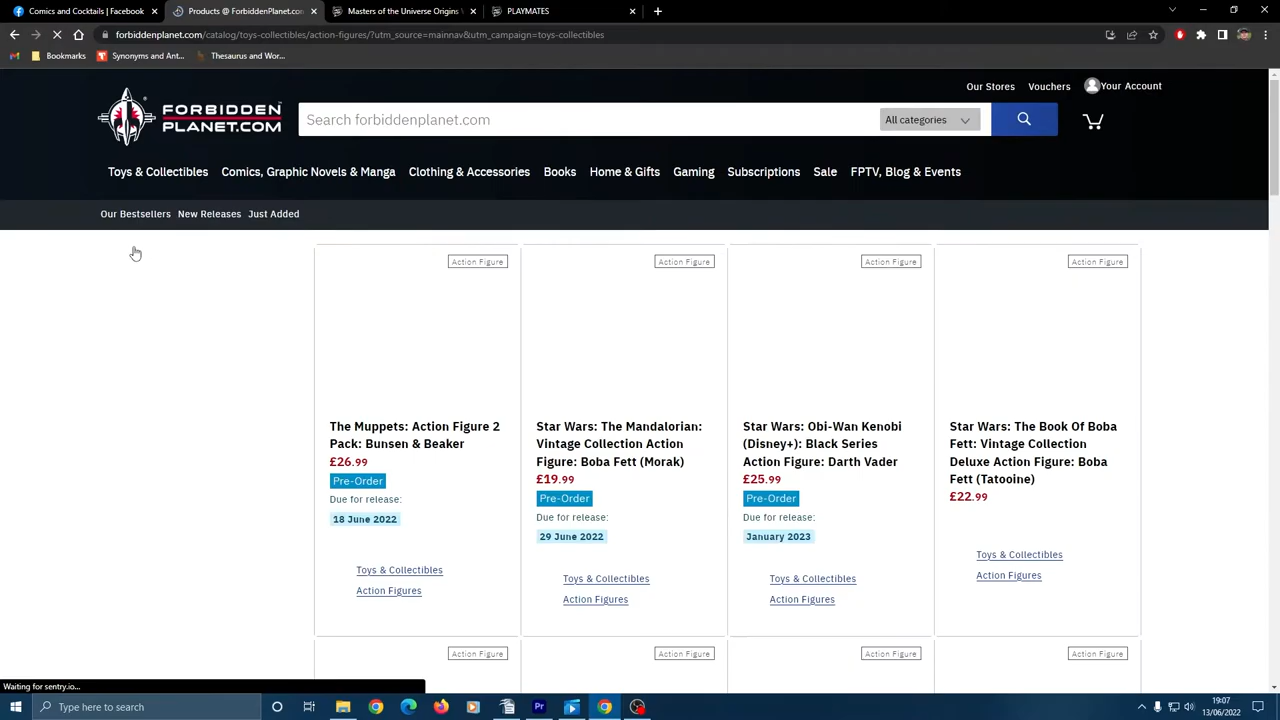 Comics and Cocktails | Facebook
Products @ ForbiddenPlanet.com
Masters of the Universe Origins
PLAYMATES
forbiddenplanet.com/catalog/toys-collectibles/action-figures/?utm_source=mainnav&utm_campaign=toys-collectibles
Bookmarks
Synonyms and Ant...
Thesaurus and Wor...
Our Stores
Vouchers
Your Account
FORBIDDEN
PLANET.COM
Search forbiddenplanet.com
All categories
Toys & Collectibles
Comics, Graphic Novels & Manga
Clothing & Accessories
Books
Home & Gifts
Gaming
Subscriptions
Sale
FPTV, Blog & Events
Our Bestsellers
New Releases
Just Added
Action Figure
The Muppets: Action Figure 2
Pack: Bunsen & Beaker
£26.99
Pre-Order
Due for release:
18 June 2022
Toys & Collectibles
Action Figures
Action Figure
Star Wars: The Mandalorian:
Vintage Collection Action
Figure: Boba Fett (Morak)
£19.99
Pre-Order
Due for release:
29 June 2022
Toys & Collectibles
Action Figures
Action Figure
Star Wars: Obi-Wan Kenobi
(Disney+): Black Series
Action Figure: Darth Vader
£25.99
Pre-Order
Due for release:
January 2023
Toys & Collectibles
Action Figures
Action Figure
Star Wars: The Book Of Boba
Fett: Vintage Collection
Deluxe Action Figure: Boba
Fett (Tatooine)
£22.99
Toys & Collectibles
Action Figures
Action Figure
Action Figure
Action Figure
Action Figure
Waiting for sentry.io...
Type here to search
19:07
13/06/2022